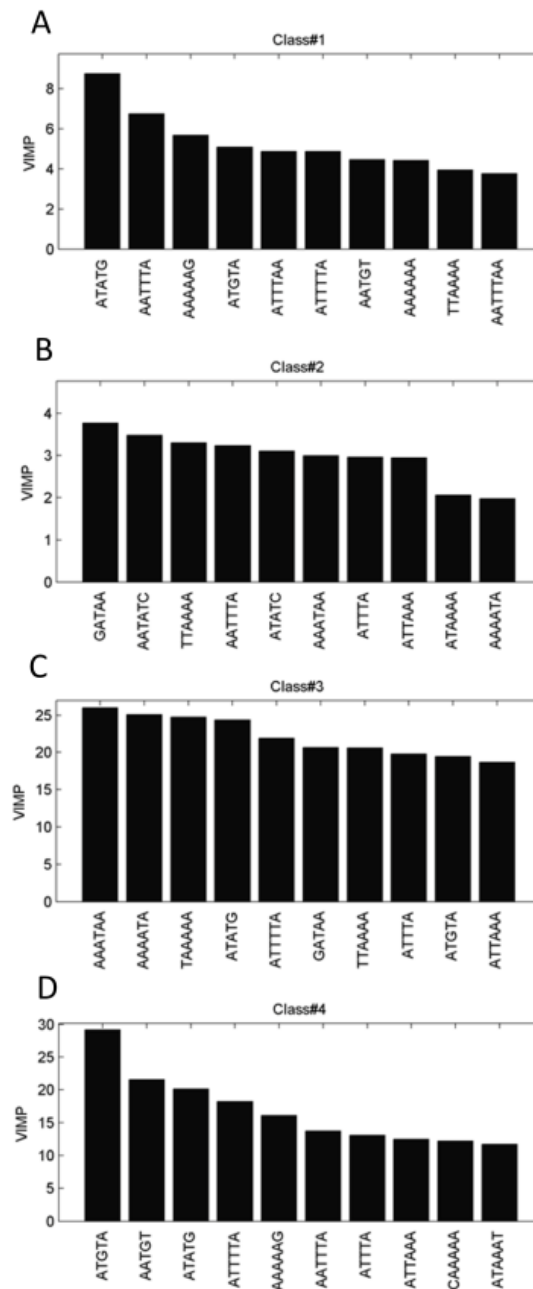 A
Class#1
VIMP
8
6
4
2
0
ATATG AATTTA AAAAAG ATGTA ATTTAA ATTTTA AATGT AAAAAA TTAAAA AATTTAA
B
Class#2
VIMP
4
3
2
1
0
GATAA AATATC TTAAAA AATTTA ATATC AAATAA ATTTA ATTAAA ATAAAA AAAATA
C
Class#3
VIMP
25
20
15
10
5
0
AAATAA AAAATA TAAAAA ATATG ATTTTA GATAA TTAAAA ATTTA ATGTA ATTAAA
D
Class#4
VIMP
30
25
20
15
10
5
0
ATGTA AATGT ATATG ATTTTA AAAAAG AATTTA ATTTA ATTAAA CAAAAA ATAAAT